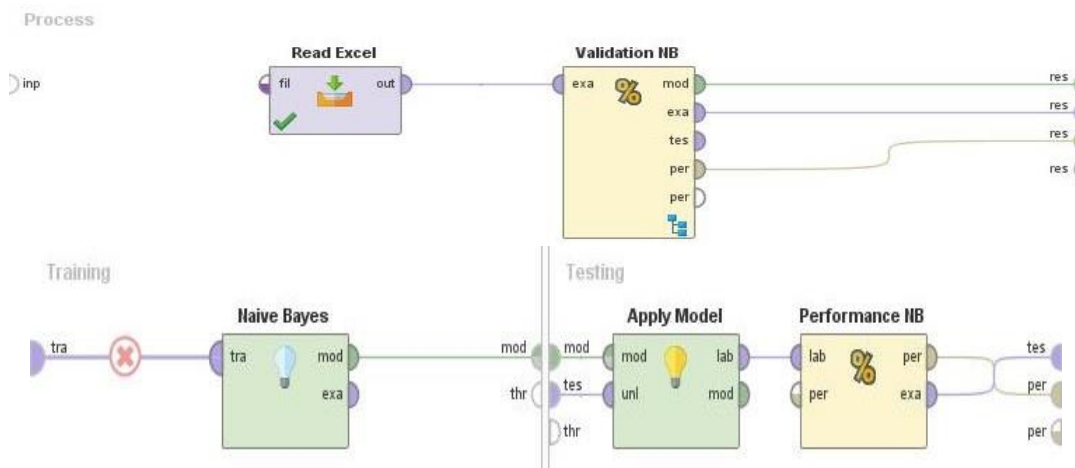 Process
Read Excel
Validation NB
inp
fil
out
exa
mod
res
exa
res
tes
res
per
res
per
Training
Testing
Naive Bayes
Apply Model
Performance NB
tra
tra
mod
mod
mod
mod
lab
lab
per
tes
exa
thr
tes
unl
mod
per
exa
per
thr
per